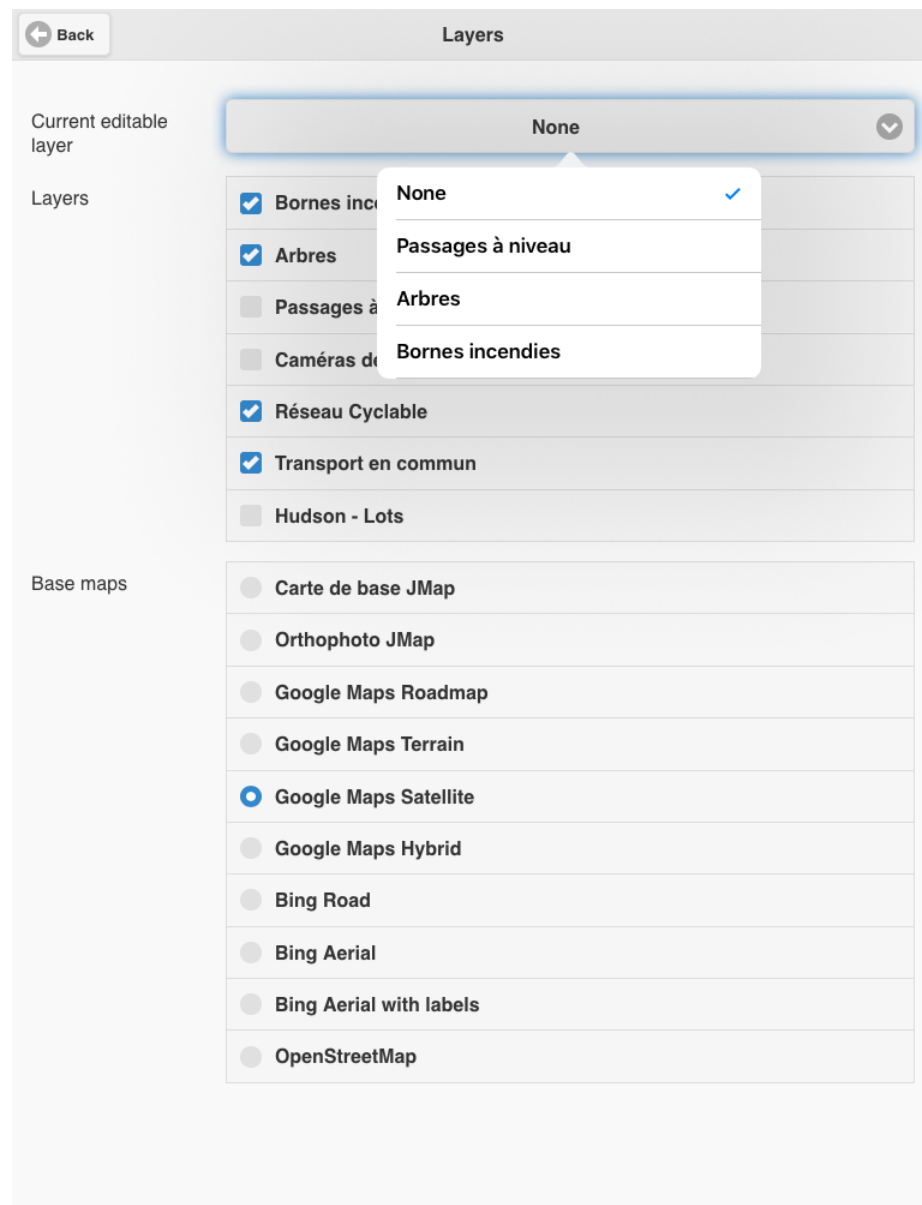 Back
Layers
Current editable
layer
None
None
Passages à niveau
Arbres
Bornes incendies
Layers
Bornes
Arbres
Passages à
Caméras
Réseau Cyclable
Transport en commun
Hudson - Lots
Base maps
Carte de base JMap
Orthophoto JMap
Google Maps Roadmap
Google Maps Terrain
Google Maps Satellite
Google Maps Hybrid
Bing Road
Bing Aerial
Bing Aerial with labels
OpenStreetMap